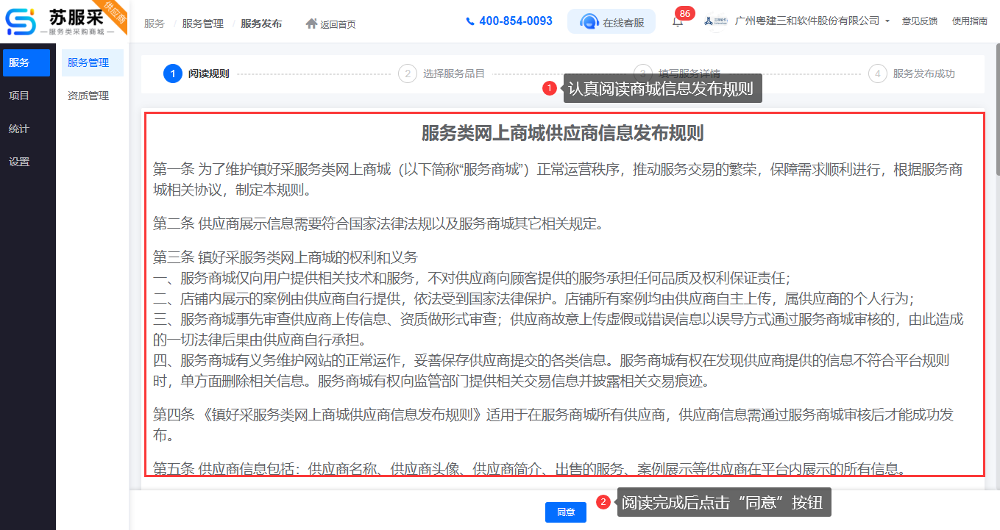 苏服采
服务类采购商城
供应商
服务 / 服务管理 / 服务发布
返回首页
400-854-0093
在线客服
86
广州粤建三和软件股份有限公司
意见反馈
使用指南
服务
项目
统计
设置
服务管理
资质管理
1 阅读规则
2 选择服务品目
3 填写服务详情
4 服务发布成功
1 认真阅读商城信息发布规则
服务类网上商城供应商信息发布规则
第一条 为了维护镇好采服务类网上商城（以下简称“服务商城”）正常运营秩序，推动服务交易的繁荣，保障需求顺利进行，根据服务商
城相关协议，制定本规则。
第二条 供应商展示信息需要符合国家法律法规以及服务商城其它相关规定。
第三条 镇好采服务类网上商城的权利和义务
一、服务商城仅向用户提供相关技术和服务，不对供应商向顾客提供的服务承担任何品质及权利保证责任；
二、店铺内展示的案例由供应商自行提供，依法受到国家法律保护。店铺所有案例均由供应商自主上传，属供应商的个人行为；
三、服务商城事先审查供应商上传信息、资质做形式审查；供应商故意上传虚假或错误信息以误导方式通过服务商城审核的，由此造成
的一切法律后果由供应商自行承担。
四、服务商城有义务维护网站的正常运作，妥善保存供应商提交的各类信息。服务商城有权在发现供应商提供的信息不符合平台规则
时，单方面删除相关信息。服务商城有权向监管部门提供相关交易信息并披露相关交易痕迹。
第四条 《镇好采服务类网上商城供应商信息发布规则》适用于在服务商城所有供应商，供应商信息需通过服务商城审核后才能成功发
布。
第五条 供应商信息包括：供应商名称、供应商头像、供应商简介、出售的服务、案例展示等供应商在平台内展示的所有信息。
同意
2 阅读完成后点击“同意”按钮